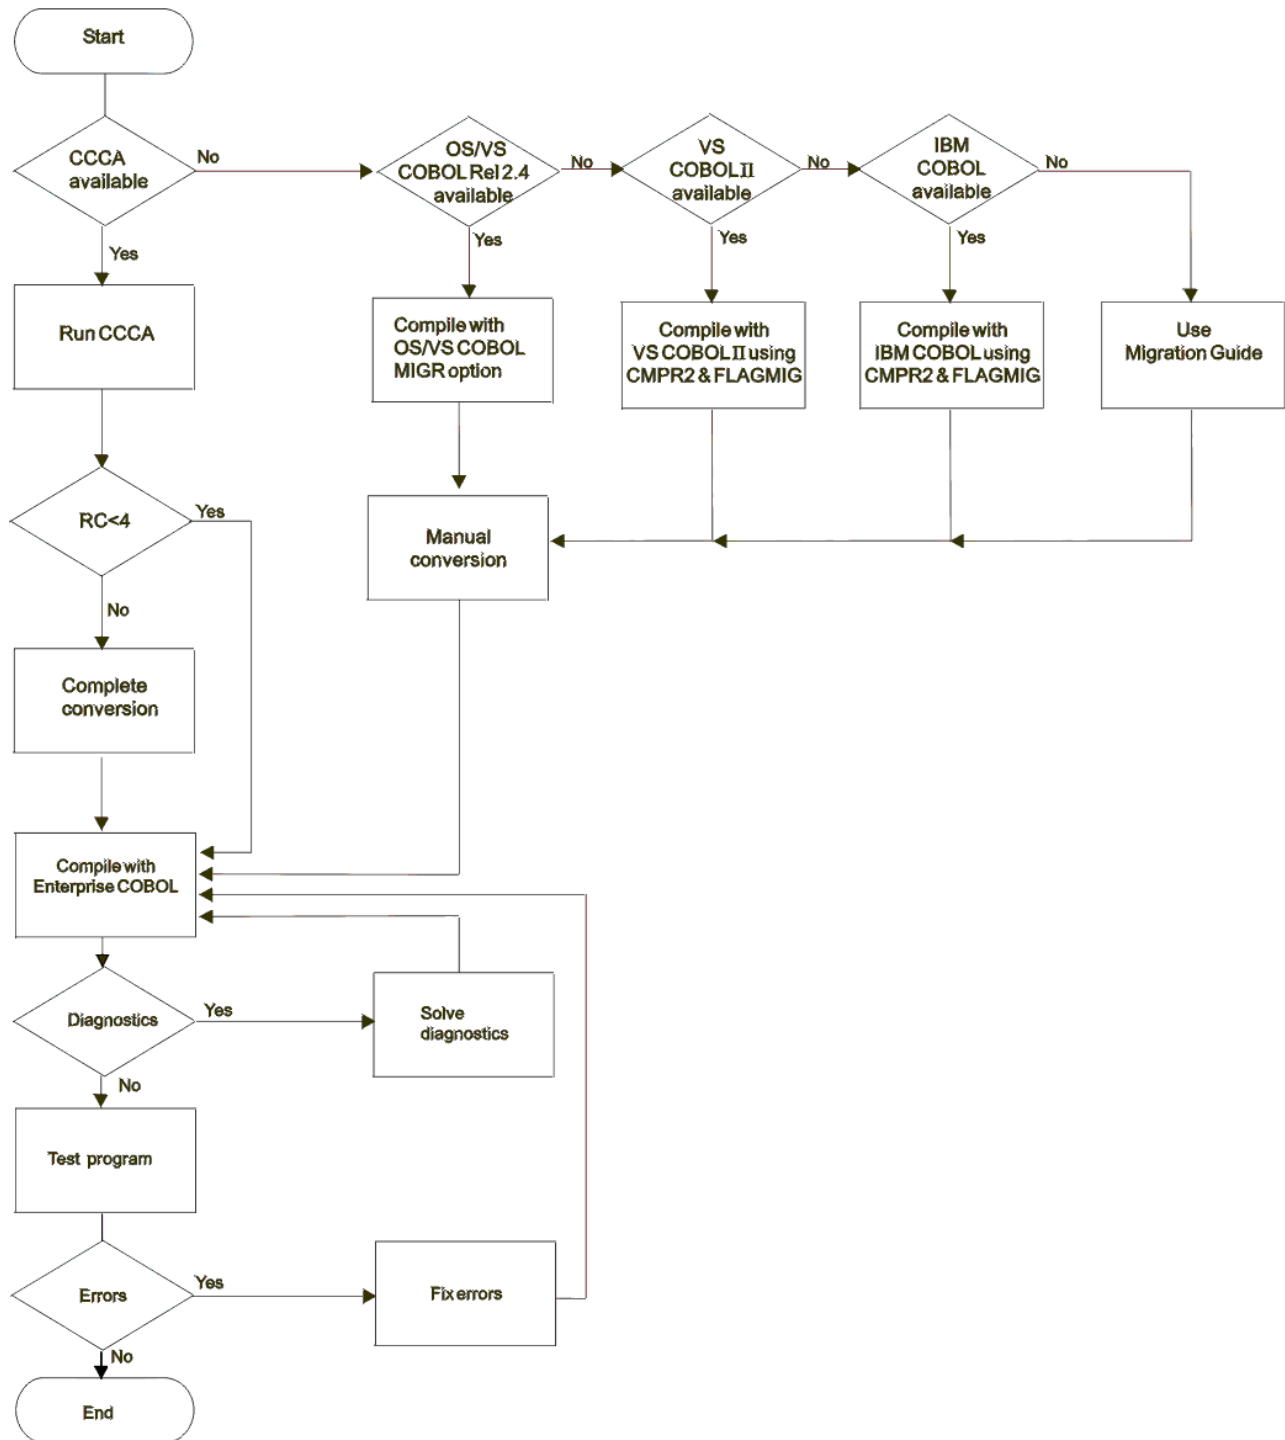 Start
CCCA
available
No
OS/VS
COBOL Rel 2.4
available
No
VS
COBOL II
available
No
IBM
COBOL
available
No
Yes
Yes
Yes
Yes
Run CCCA
Compile with
OS/VS COBOL
MIGR option
Compile with
VS COBOL II using
CMPR2 & FLAGMIG
Compile with
IBM COBOL using
CMPR2 & FLAGMIG
Use
Migration Guide
RC<4
Yes
Manual
conversion
No
Complete
conversion
Compile with
Enterprise COBOL
Diagnostics
Yes
Solve
diagnostics
No
Test program
Errors
Yes
Fix errors
No
End